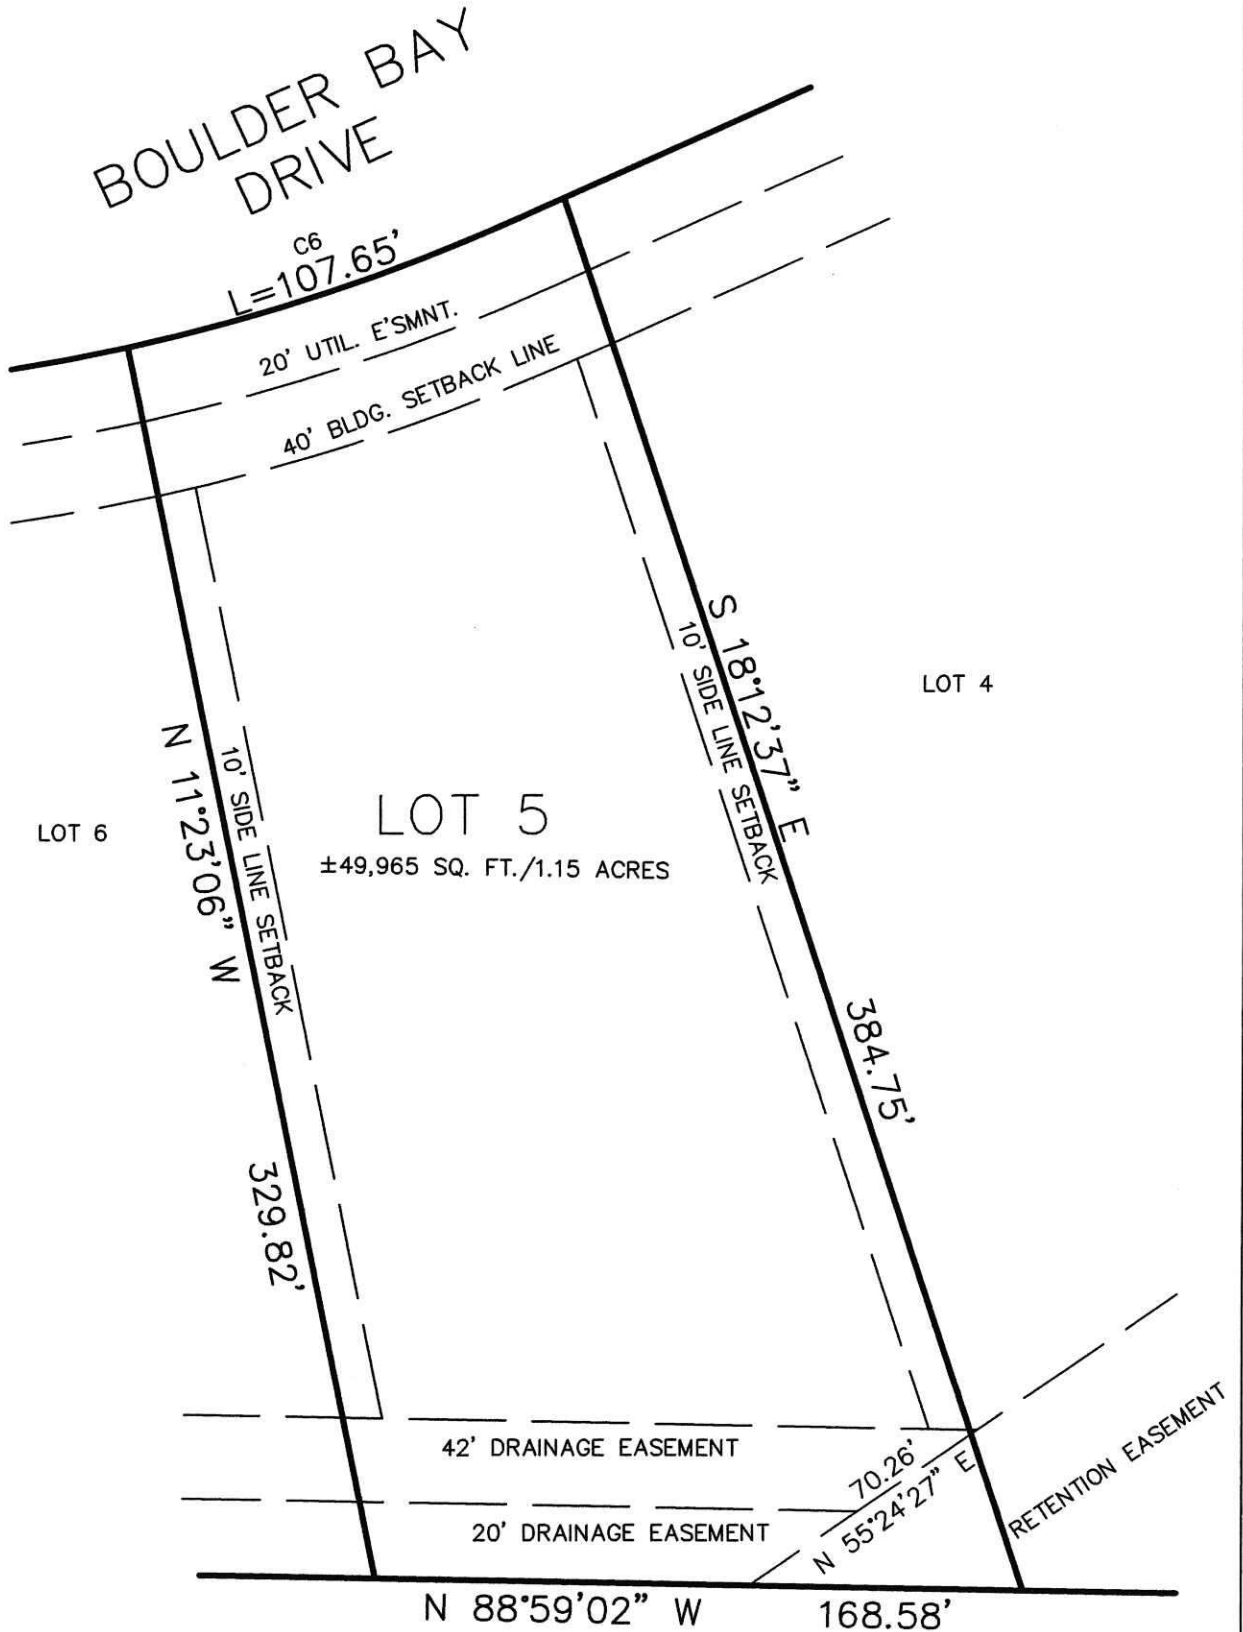 BOULDER BAY
DRIVE
C6
L=107.65'
20' UTIL. E'SMNT.
40' BLDG. SETBACK LINE
S 18°12'37" E
10' SIDE LINE SETBACK
LOT 4
N 11°23'06" W
10' SIDE LINE SETBACK
LOT 5
LOT 6
±49,965 SQ. FT./1.15 ACRES
384.75'
329.82'
42' DRAINAGE EASEMENT
70.26'
N 55°24'27" E
RETENTION EASEMENT
20' DRAINAGE EASEMENT
N 88°59'02" W 168.58'